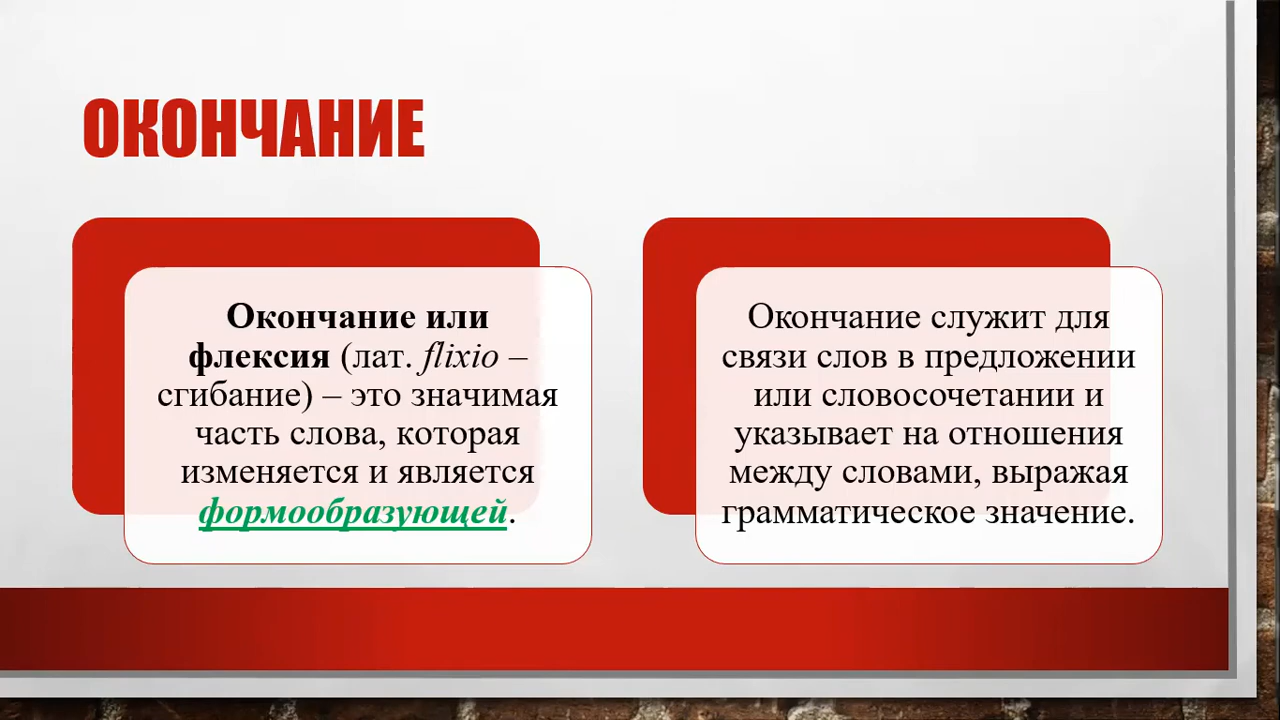 ОКОНЧАНИЕ
Окончание или
флексия (лат. flixio –
сгибание) – это значимая
часть слова, которая
изменяется и является
формообразующей.
Окончание служит для
связи слов в предложении
или словосочетании и
указывает на отношения
между словами, выражая
грамматическое значение.